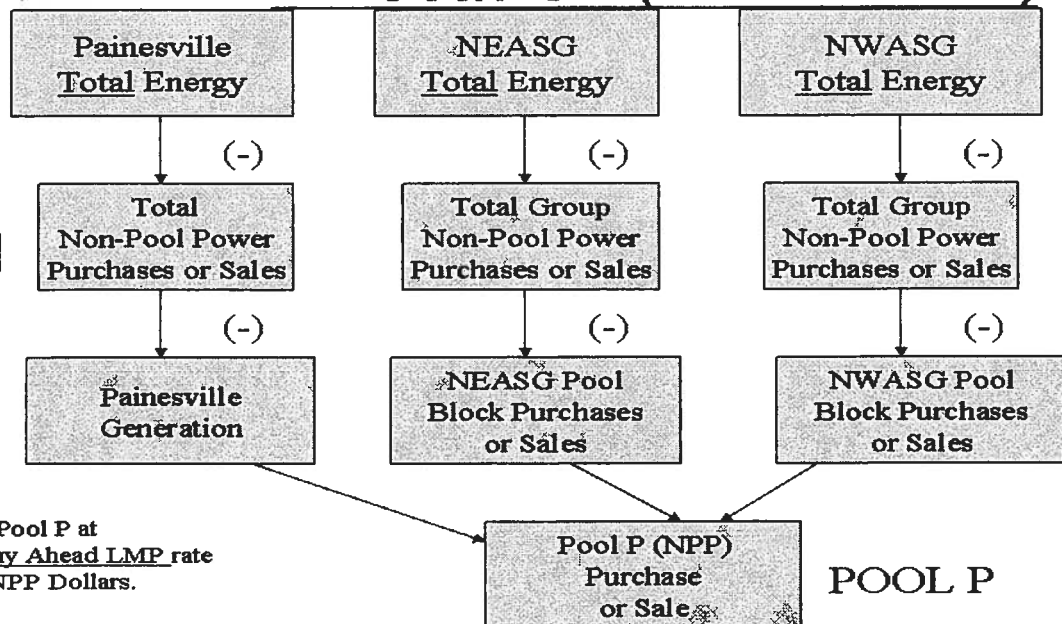 Painesville
Total Energy
NEASG
Total Energy
NWASG
Total Energy
(-)
(-)
(-)
Total
Non-Pool Power
Purchases or Sales
Total Group
Non-Pool Power
Purchases or Sales
Total Group
Non-Pool Power
Purchases or Sales
(-)
(-)
(-)
Painesville
Generation
NEASG Pool
Block Purchases
or Sales
NWASG Pool
Block Purchases
or Sales
Pool P at
Ahead LMP rate
NPP Dollars.
Pool P (NPP)
Purchase
or Sale
POOL P